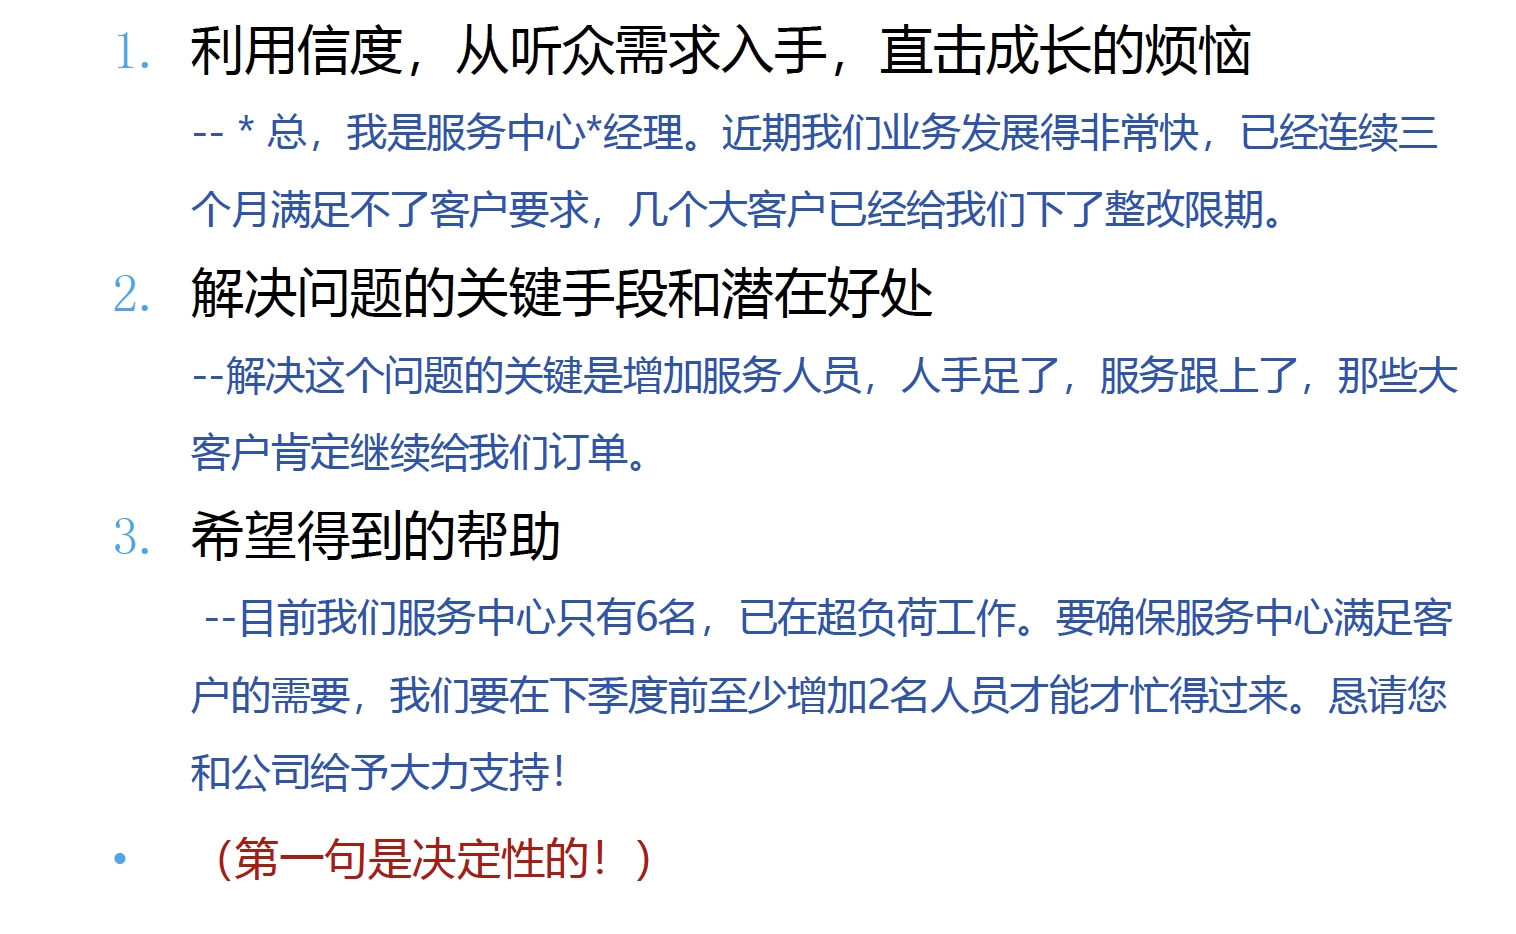 1. 利用信度，从听众需求入手，直击成长的烦恼
-- * 总，我是服务中心*经理。近期我们业务发展得非常快，已经连续三
个月满足不了客户要求，几个大客户已经给我们下了整改限期。
2. 解决问题的关键手段和潜在好处
--解决这个问题的关键是增加服务人员，人手足了，服务跟上了，那些大
客户肯定继续给我们订单。
3. 希望得到的帮助
--目前我们服务中心只有6名，已在超负荷工作。要确保服务中心满足客
户的需要，我们要在下季度前至少增加2名人员才能才忙得过来。恳请您
和公司给予大力支持！
• （第一句是决定性的！）